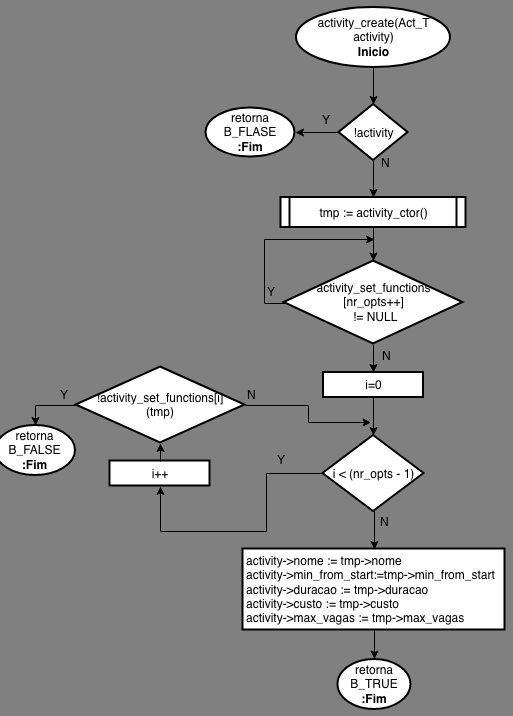 activity_create(Act_T
activity)
Inicio
!activity
Y
retorna
B_FLASE
:Fim
N
tmp := activity_ctor()
activity_set_functions
[nr_opts++]
!= NULL
Y
N
i=0
!activity_set_functions[i]
(tmp)
Y
N
retorna
B_FALSE
:Fim
i++
i < (nr_opts - 1)
Y
N
activity->nome := tmp->nome
activity->min_from_start:=tmp->min_from_start
activity->duracao := tmp->duracao
activity->custo := tmp->custo
activity->max_vagas := tmp->max_vagas
retorna
B_TRUE
:Fim